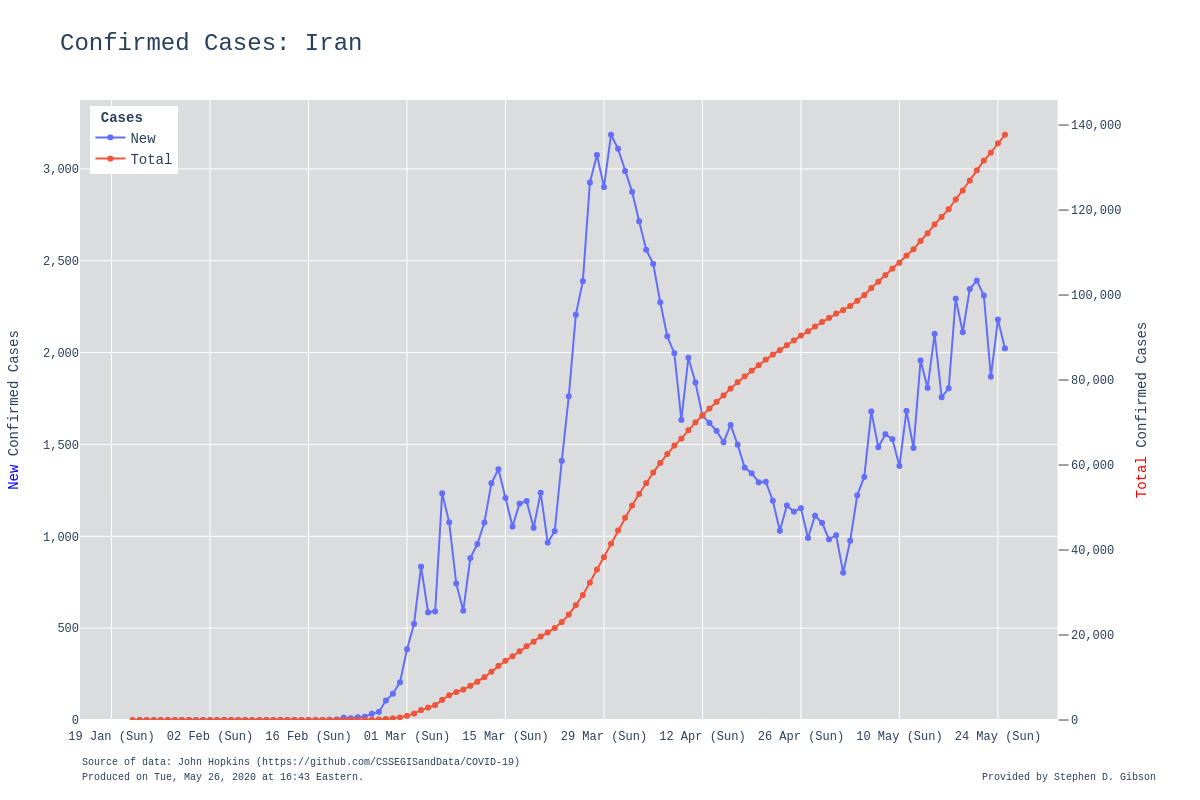 Confirmed Cases: Iran
Cases
New
Total
3,000
2,500
2,000
1,500
1,000
500
0
New Confirmed Cases
140,000
120,000
100,000
80,000
60,000
40,000
20,000
0
Total Confirmed Cases
19 Jan (Sun) 02 Feb (Sun) 16 Feb (Sun) 01 Mar (Sun) 15 Mar (Sun) 29 Mar (Sun) 12 Apr (Sun) 26 Apr (Sun) 10 May (Sun) 24 May (Sun)
Source of data: John Hopkins (https://github.com/CSSEGISandData/COVID-19)
Produced on Tue, May 26, 2020 at 16:43 Eastern.
Provided by Stephen D. Gibson